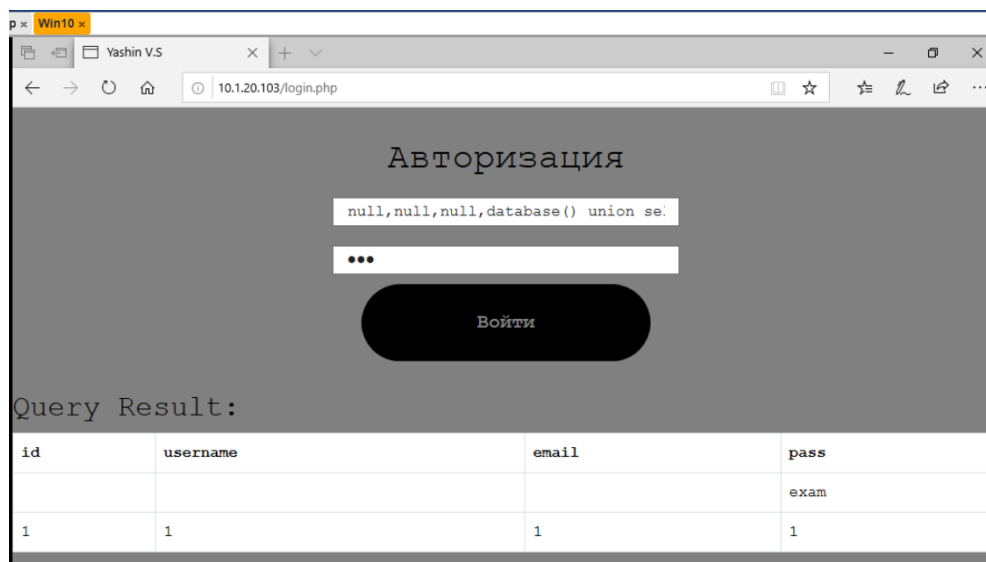 p × Win10 ×
Yashin V.S
10.1.20.103/login.php
Авторизация
null,null,null,database() union se
•••
Войти
Query Result:
id username email pass
exam
1 1 1 1